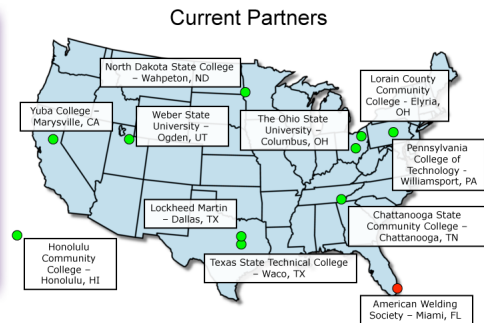 Current Partners
North Dakota State College
– Wahpeton, ND
Lorain County
Community
College - Elyria,
OH
Yuba College –
Marysville, CA
Weber State
University –
Ogden, UT
The Ohio State
University –
Columbus, OH
Pennsylvania
College of
Technology -
Williamsport, PA
Lockheed Martin
– Dallas, TX
Chattanooga State
Community College –
Chattanooga, TN
Honolulu
Community
College –
Honolulu, HI
Texas State Technical College
– Waco, TX
American Welding
Society – Miami, FL